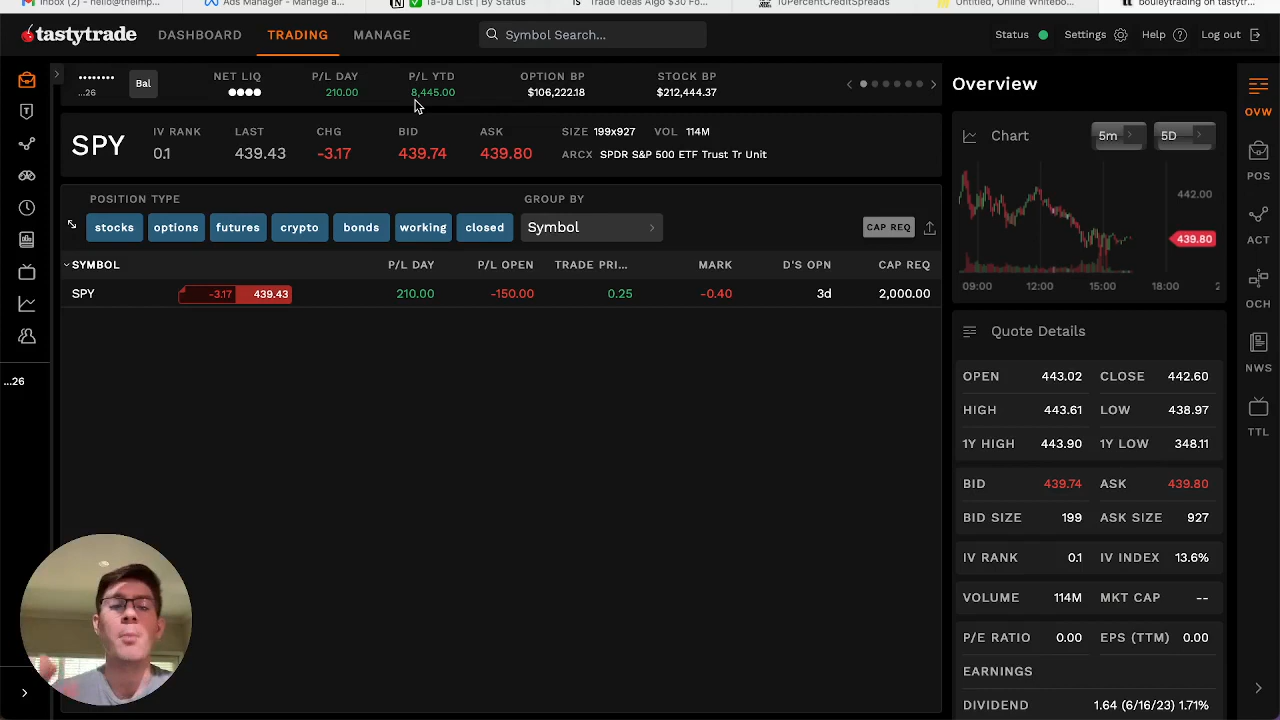 Inbox (2) - hello@theimp...
Ads Manager - Manage a...
Ta-Da List | By Status
Trade Ideas Algo $30 Fo...
10PercentCreditSpreads
Untitled, Online Whitebo...
bouleytrading on tastytr...
tastytrade
DASHBOARD
TRADING
MANAGE
Symbol Search...
Status
Settings
Help
Log out
...26
Bal
NET LIQ
P/L DAY
210.00
P/L YTD
8,445.00
OPTION BP
$106,222.18
STOCK BP
$212,444.37
SPY
IV RANK
0.1
LAST
439.43
CHG
-3.17
BID
439.74
ASK
439.80
SIZE 199x927 VOL 114M
ARCX SPDR S&P 500 ETF Trust Tr Unit
POSITION TYPE
stocks
options
futures
crypto
bonds
working
closed
GROUP BY
Symbol
CAP REQ
SYMBOL P/L DAY P/L OPEN TRADE PRI... MARK D'S OPN CAP REQ
SPY -3.17 439.43 210.00 -150.00 0.25 -0.40 3d 2,000.00
...26
Overview
Chart
5m
5D
442.00
439.80
09:00 12:00 15:00 18:00 2
Quote Details
OPEN 443.02 CLOSE 442.60
HIGH 443.61 LOW 438.97
1Y HIGH 443.90 1Y LOW 348.11
BID 439.74 ASK 439.80
BID SIZE 199 ASK SIZE 927
IV RANK 0.1 IV INDEX 13.6%
VOLUME 114M MKT CAP --
P/E RATIO 0.00 EPS (TTM) 0.00
EARNINGS
DIVIDEND 1.64 (6/16/23) 1.71%
OVW
POS
ACT
OCH
NWS
TTL